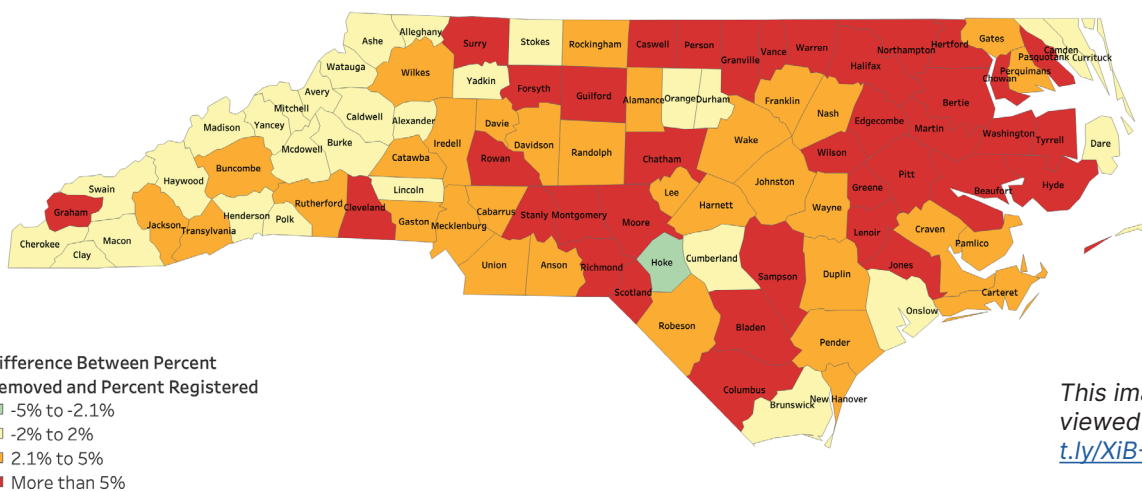 Ashe
Alleghany
Surry
Stokes
Rockingham
Caswell
Person
Granville
Vance
Warren
Northampton
Hertford
Gates
Camden
Pasquotank
Currituck
Perquimans
Chowan
Halifax
Watauga
Wilkes
Yadkin
Forsyth
Guilford
Alamance
Orange
Durham
Franklin
Nash
Bertie
Avery
Mitchell
Yancey
Madison
Caldwell
Alexander
Iredell
Davie
Davidson
Randolph
Chatham
Wake
Edgecombe
Martin
Washington
Tyrrell
Dare
Mcdowell
Burke
Catawba
Rowan
Wilson
Buncombe
Haywood
Swain
Graham
Lincoln
Johnston
Greene
Pitt
Beaufort
Hyde
Rutherford
Cleveland
Gaston
Mecklenburg
Cabarrus
Stanly
Montgomery
Moore
Lee
Harnett
Wayne
Lenoir
Craven
Pamlico
Jackson
Transylvania
Henderson
Polk
Cherokee
Macon
Clay
Union
Anson
Richmond
Scotland
Hoke
Cumberland
Sampson
Duplin
Jones
Carteret
Onslow
Robeson
Bladen
Pender
Columbus
Brunswick
New Hanover
ifference Between Percent
emoved and Percent Registered
-5% to -2.1%
-2% to 2%
2.1% to 5%
More than 5%
This ima
viewed
t.ly/XiB-